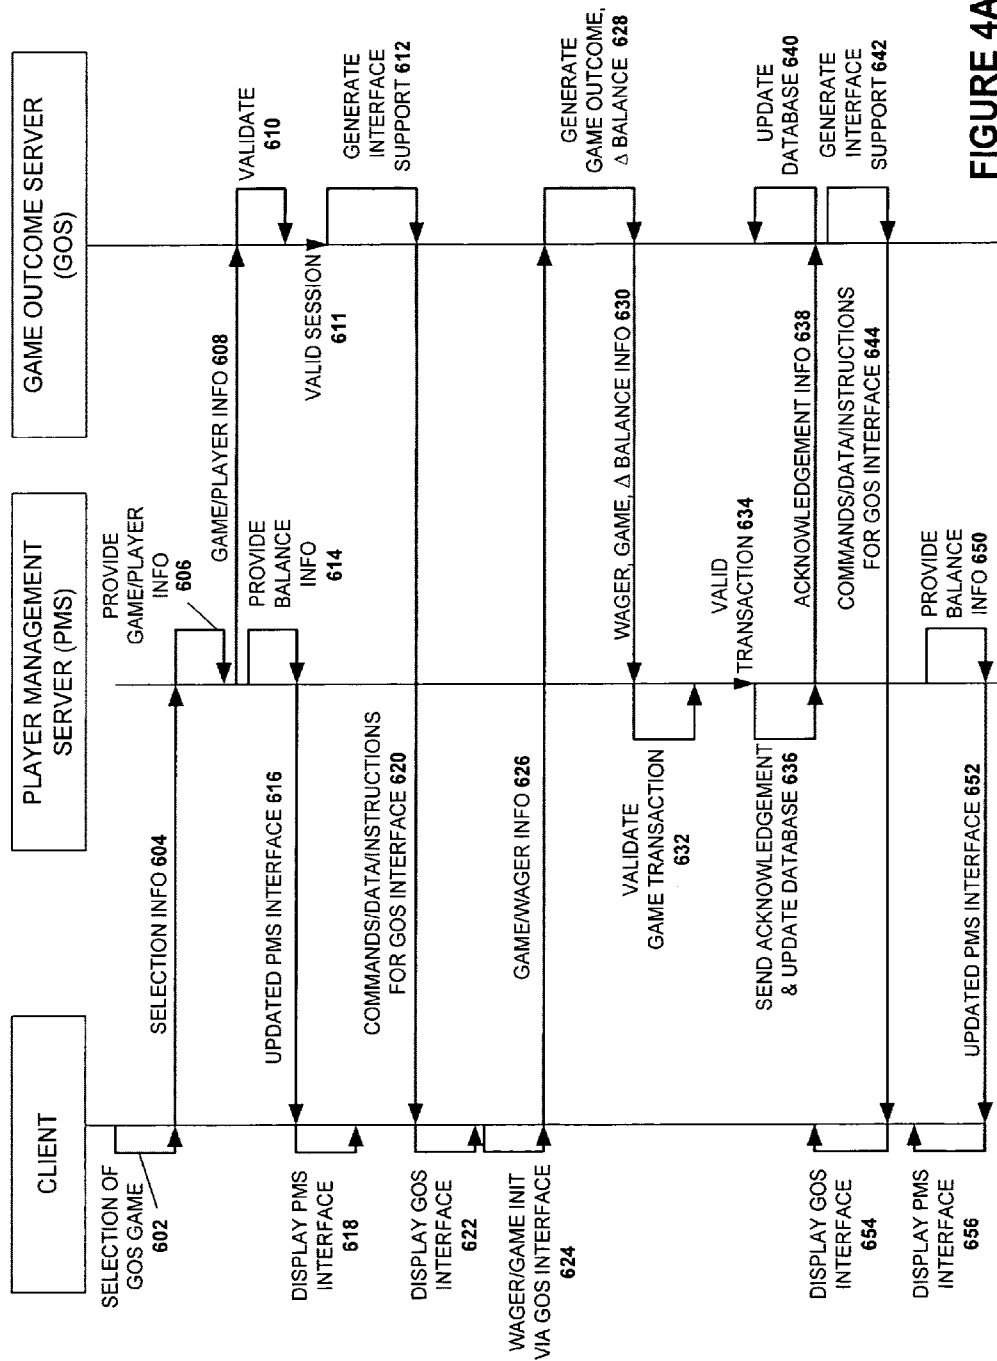 CLIENT
PLAYER MANAGEMENT
SERVER (PMS)
GAME OUTCOME SERVER
(GOS)
SELECTION OF
GOS GAME
602
SELECTION INFO 604
PROVIDE
GAME/PLAYER
INFO
606
GAME/PLAYER INFO 608
VALIDATE
610
VALID SESSION
611
GENERATE
INTERFACE
SUPPORT 612
PROVIDE
BALANCE
INFO
614
UPDATED PMS INTERFACE 616
DISPLAY PMS
INTERFACE
618
COMMANDS/DATA/INSTRUCTIONS
FOR GOS INTERFACE 620
DISPLAY GOS
INTERFACE
622
WAGER/GAME INIT
VIA GOS INTERFACE
624
GAME/WAGER INFO 626
GENERATE
GAME OUTCOME,
Δ BALANCE 628
WAGER, GAME, Δ BALANCE INFO 630
VALIDATE
GAME TRANSACTION
632
VALID
TRANSACTION 634
SEND ACKNOWLEDGEMENT
& UPDATE DATABASE 636
ACKNOWLEDGEMENT INFO 638
UPDATE
DATABASE 640
GENERATE
INTERFACE
SUPPORT 642
COMMANDS/DATA/INSTRUCTIONS
FOR GOS INTERFACE 644
PROVIDE
BALANCE
INFO 650
UPDATED PMS INTERFACE 652
DISPLAY GOS
INTERFACE
654
DISPLAY PMS
INTERFACE
656
FIGURE 4A